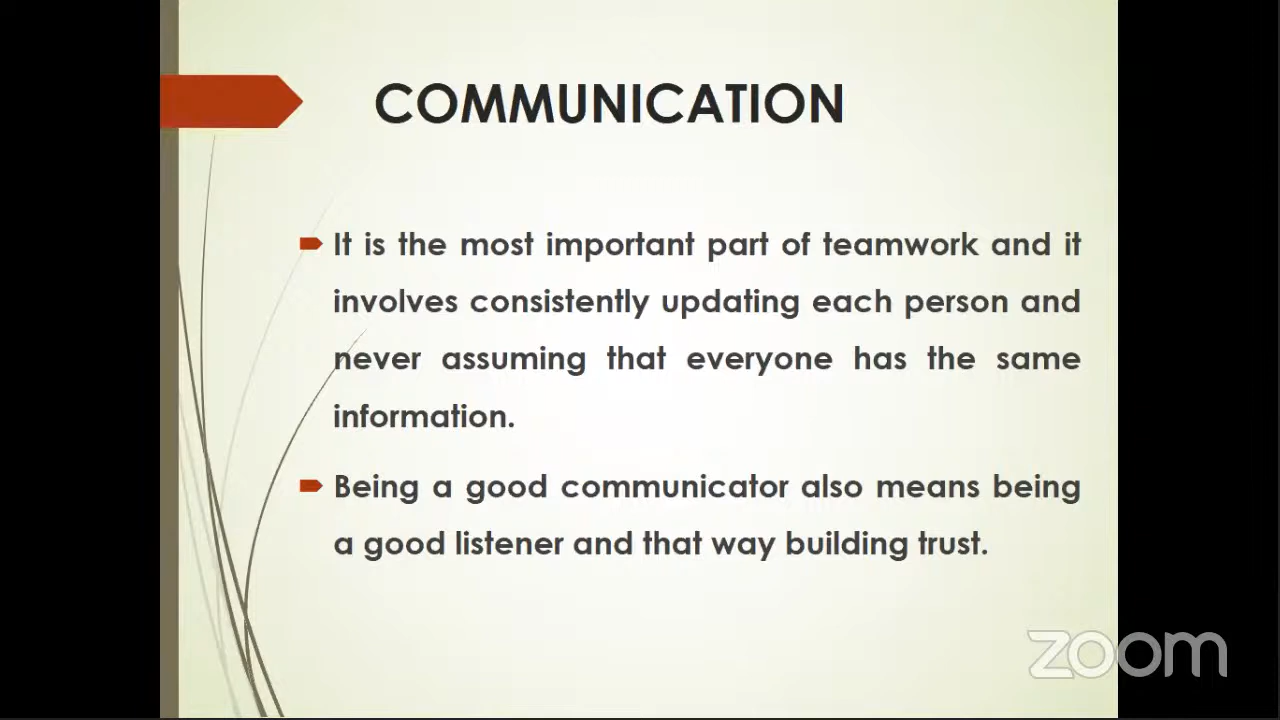 COMMUNICATION
It is the most important part of teamwork and it
involves consistently updating each person and
never assuming that everyone has the same
information.
Being a good communicator also means being
a good listener and that way building trust.
zoom